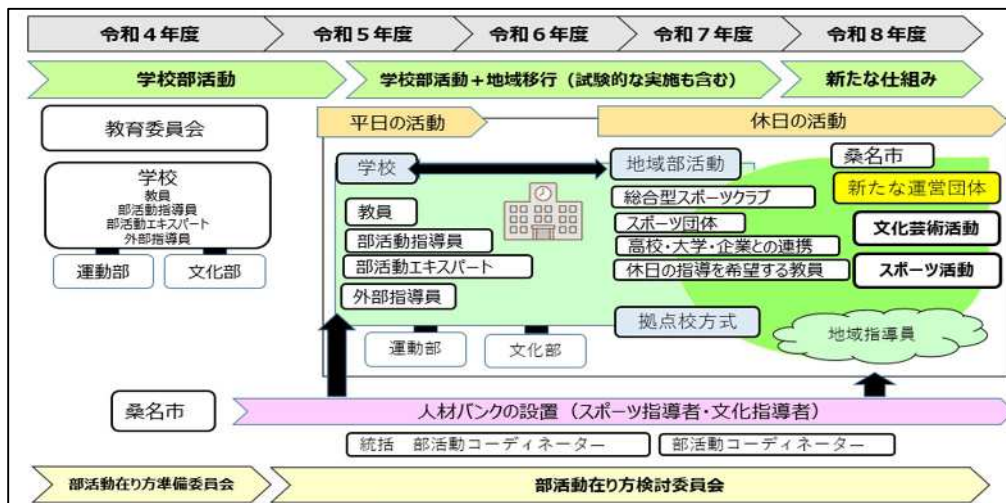 令和４年度
令和５年度
令和６年度
令和７年度
令和８年度
学校部活動
学校部活動＋地域移行（試験的な実施も含む）
新たな仕組み
教育委員会
学校
教員
部活動指導員
部活動エキスパート
外部指導員
運動部
文化部
平日の活動
休日の活動
学校
教員
部活動指導員
部活動エキスパート
外部指導員
運動部
文化部
地域部活動
総合型スポーツクラブ
スポーツ団体
高校・大学・企業との連携
休日の指導を希望する教員
拠点校方式
桑名市
新たな運営団体
文化芸術活動
スポーツ活動
地域指導員
桑名市
人材バンクの設置（スポーツ指導者・文化指導者）
統括　部活動コーディネーター
部活動コーディネーター
部活動在り方準備委員会
部活動在り方検討委員会